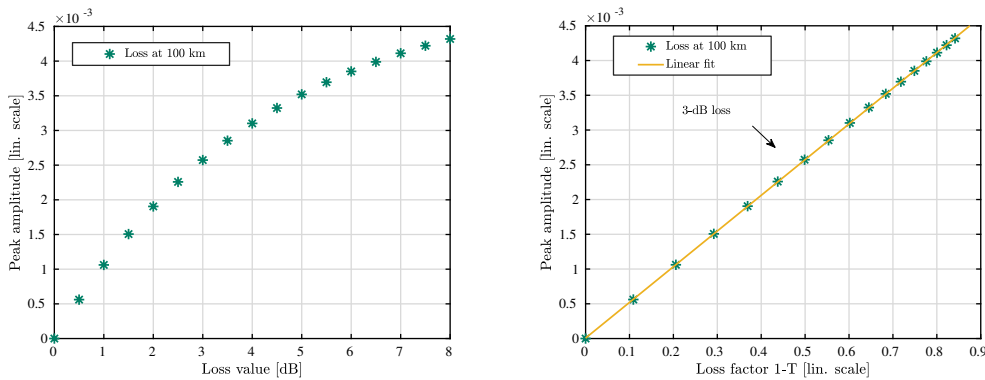 ×10 -3
4.5
4
3.5
3
2.5
2
1.5
1
0.5
0
Peak amplitude [lin. scale]
Loss at 100 km
0 1 2 3 4 5 6 7 8
Loss value [dB]
×10 -3
4.5
4
3.5
3
2.5
2
1.5
1
0.5
0
Peak amplitude [lin. scale]
Loss at 100 km
Linear fit
3-dB loss
0 0.1 0.2 0.3 0.4 0.5 0.6 0.7 0.8 0.9
Loss factor 1-T [lin. scale]